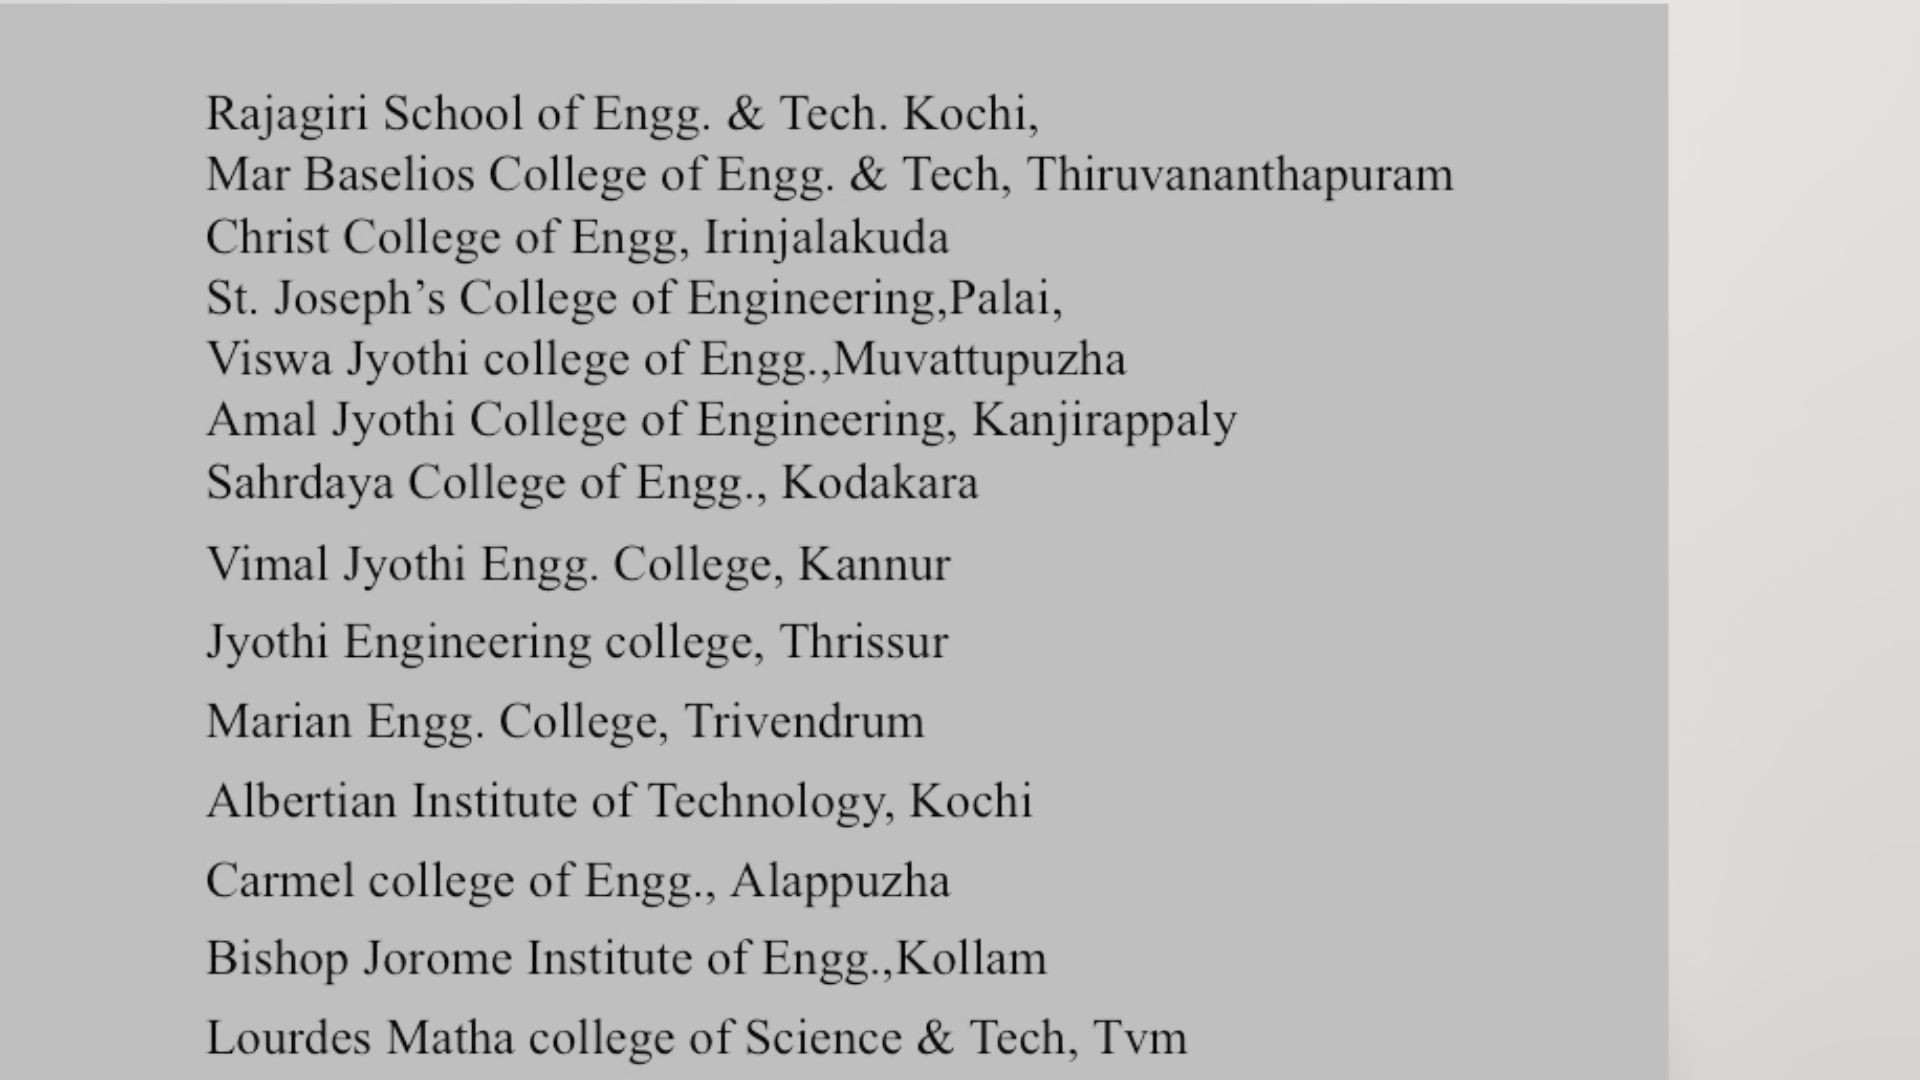 Rajagiri School of Engg. & Tech. Kochi,
Mar Baselios College of Engg. & Tech, Thiruvananthapuram
Christ College of Engg, Irinjalakuda
St. Joseph’s College of Engineering,Palai,
Viswa Jyothi college of Engg.,Muvattupuzha
Amal Jyothi College of Engineering, Kanjirappaly
Sahrdaya College of Engg., Kodakara
Vimal Jyothi Engg. College, Kannur
Jyothi Engineering college, Thrissur
Marian Engg. College, Trivendrum
Albertian Institute of Technology, Kochi
Carmel college of Engg., Alappuzha
Bishop Jorome Institute of Engg.,Kollam
Lourdes Matha college of Science & Tech, Tvm